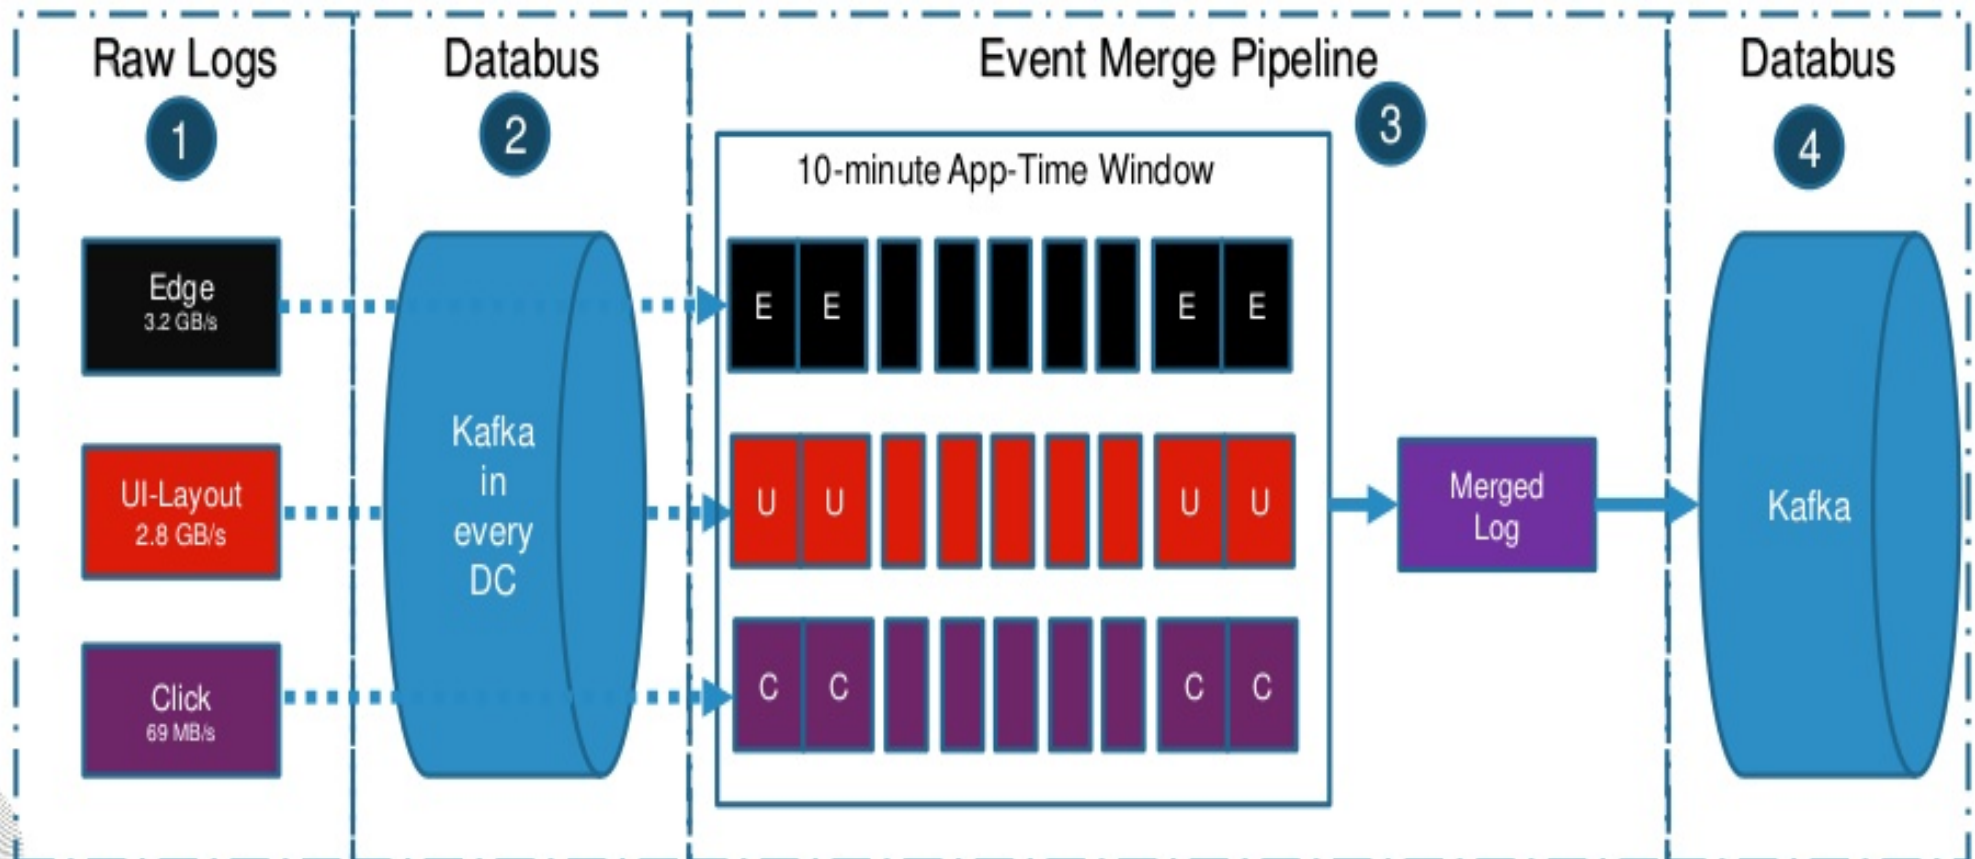 Raw Logs
1
Databus
2
Event Merge Pipeline
3
Databus
4
10-minute App-Time Window
Edge
3.2 GB/s
E E E E
UI-Layout
2.8 GB/s
U U U U
Click
69 MB/s
C C C C
Kafka
in
every
DC
Merged
Log
Kafka